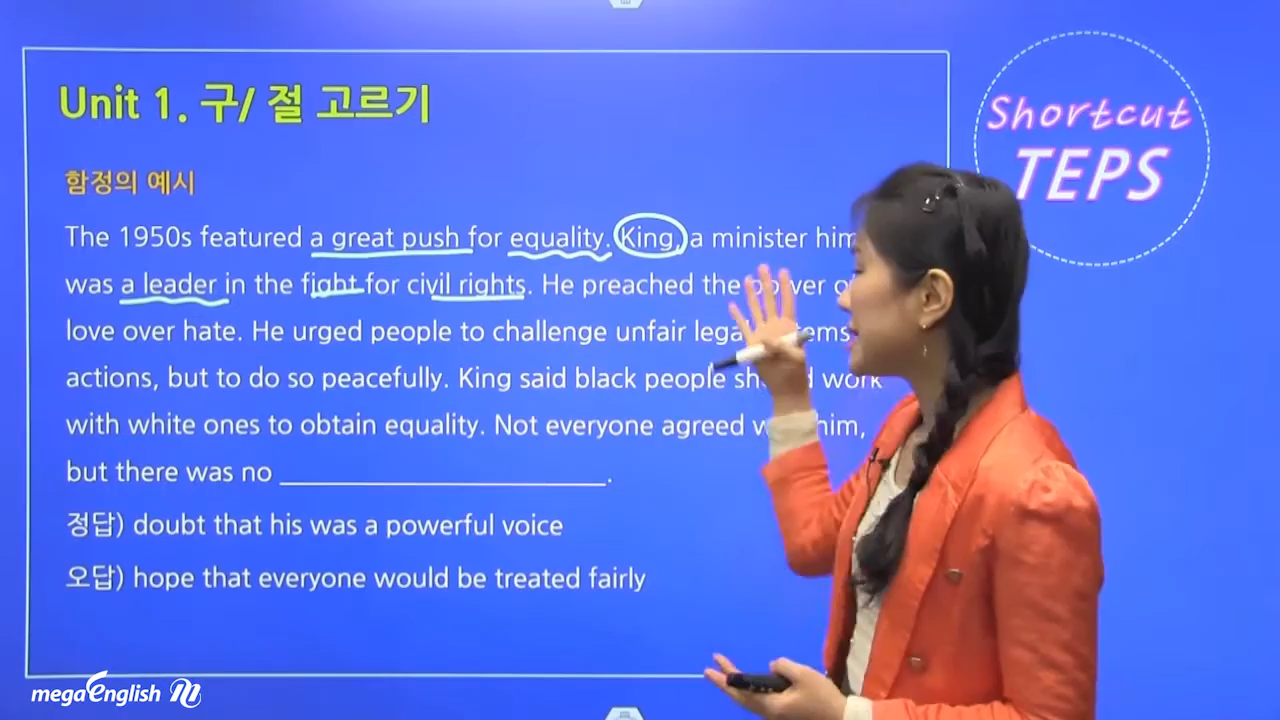 Unit 1. 구/ 절 고르기
Shortcut
TEPS
함정의 예시
The 1950s featured a great push for equality. King, a minister
was a leader in the fight for civil rights. He preached the power
love over hate. He urged people to challenge unfair
actions, but to do so peacefully. King said black people work
with white ones to obtain equality. Not everyone agreed him,
but there was no ____________________.
정답) doubt that his was a powerful voice
오답) hope that everyone would be treated fairly
megaEnglish m